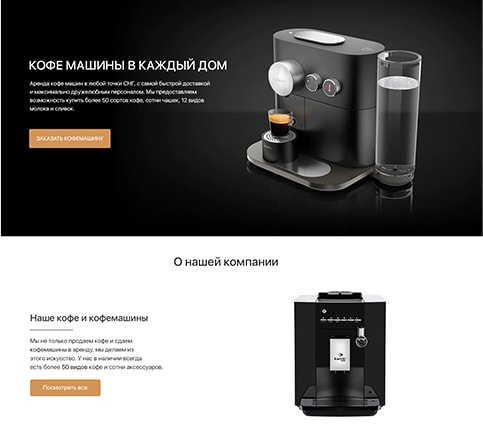 КОФЕ МАШИНЫ В КАЖДЫЙ ДОМ
Аренда кофе машин в любой точки СНГ, с самой быстрой доставкой
и максимально дружелюбным персоналом. Мы предоставляем
возможность купить более 50 сортов кофе, сотни чашек, 12 видов
молока и сливок.
ЗАКАЗАТЬ КОФЕМАШИНУ
О нашей компании
Наше кофе и кофемашины
Мы не только продаем кофе и сдаем
кофемашины в аренду, мы делаем из
этого искусство. У нас в наличии всегда
есть более 50 видов кофе и сотни аксессуаров.
Посмотреть все